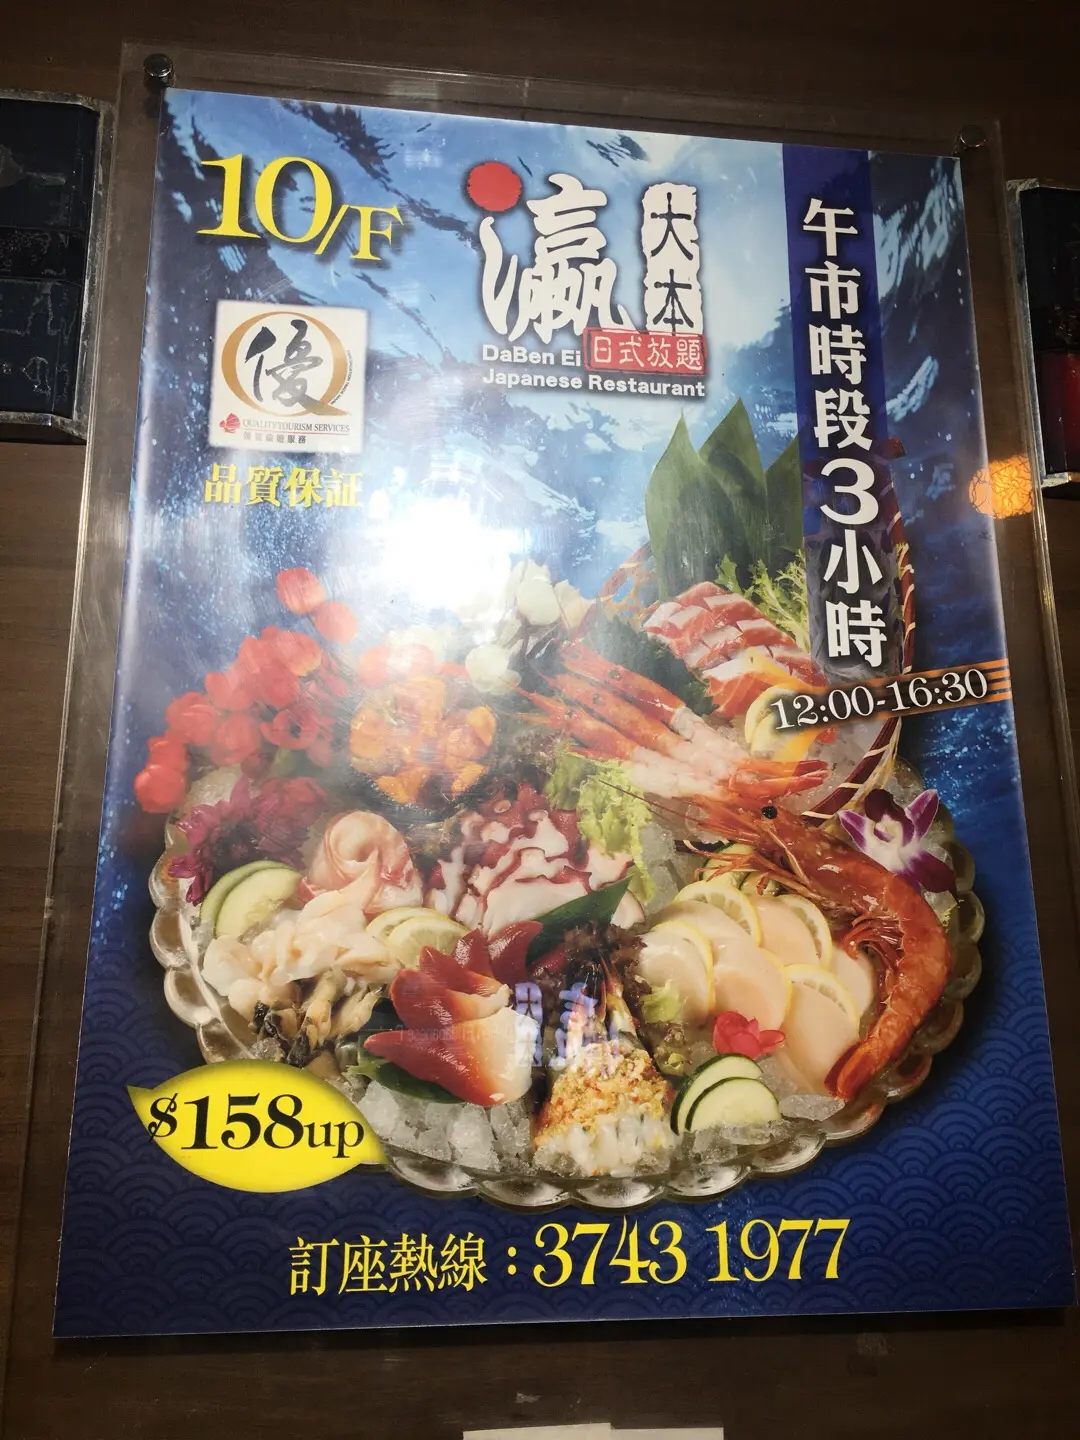 10/F
瀛
大本
日式放題
DaBen Ei
Japanese Restaurant
優
QUALITY TOURISM SERVICES
品質保証
午市時段3小時
12:00-16:30
$158up
訂座熱線：3743 1977